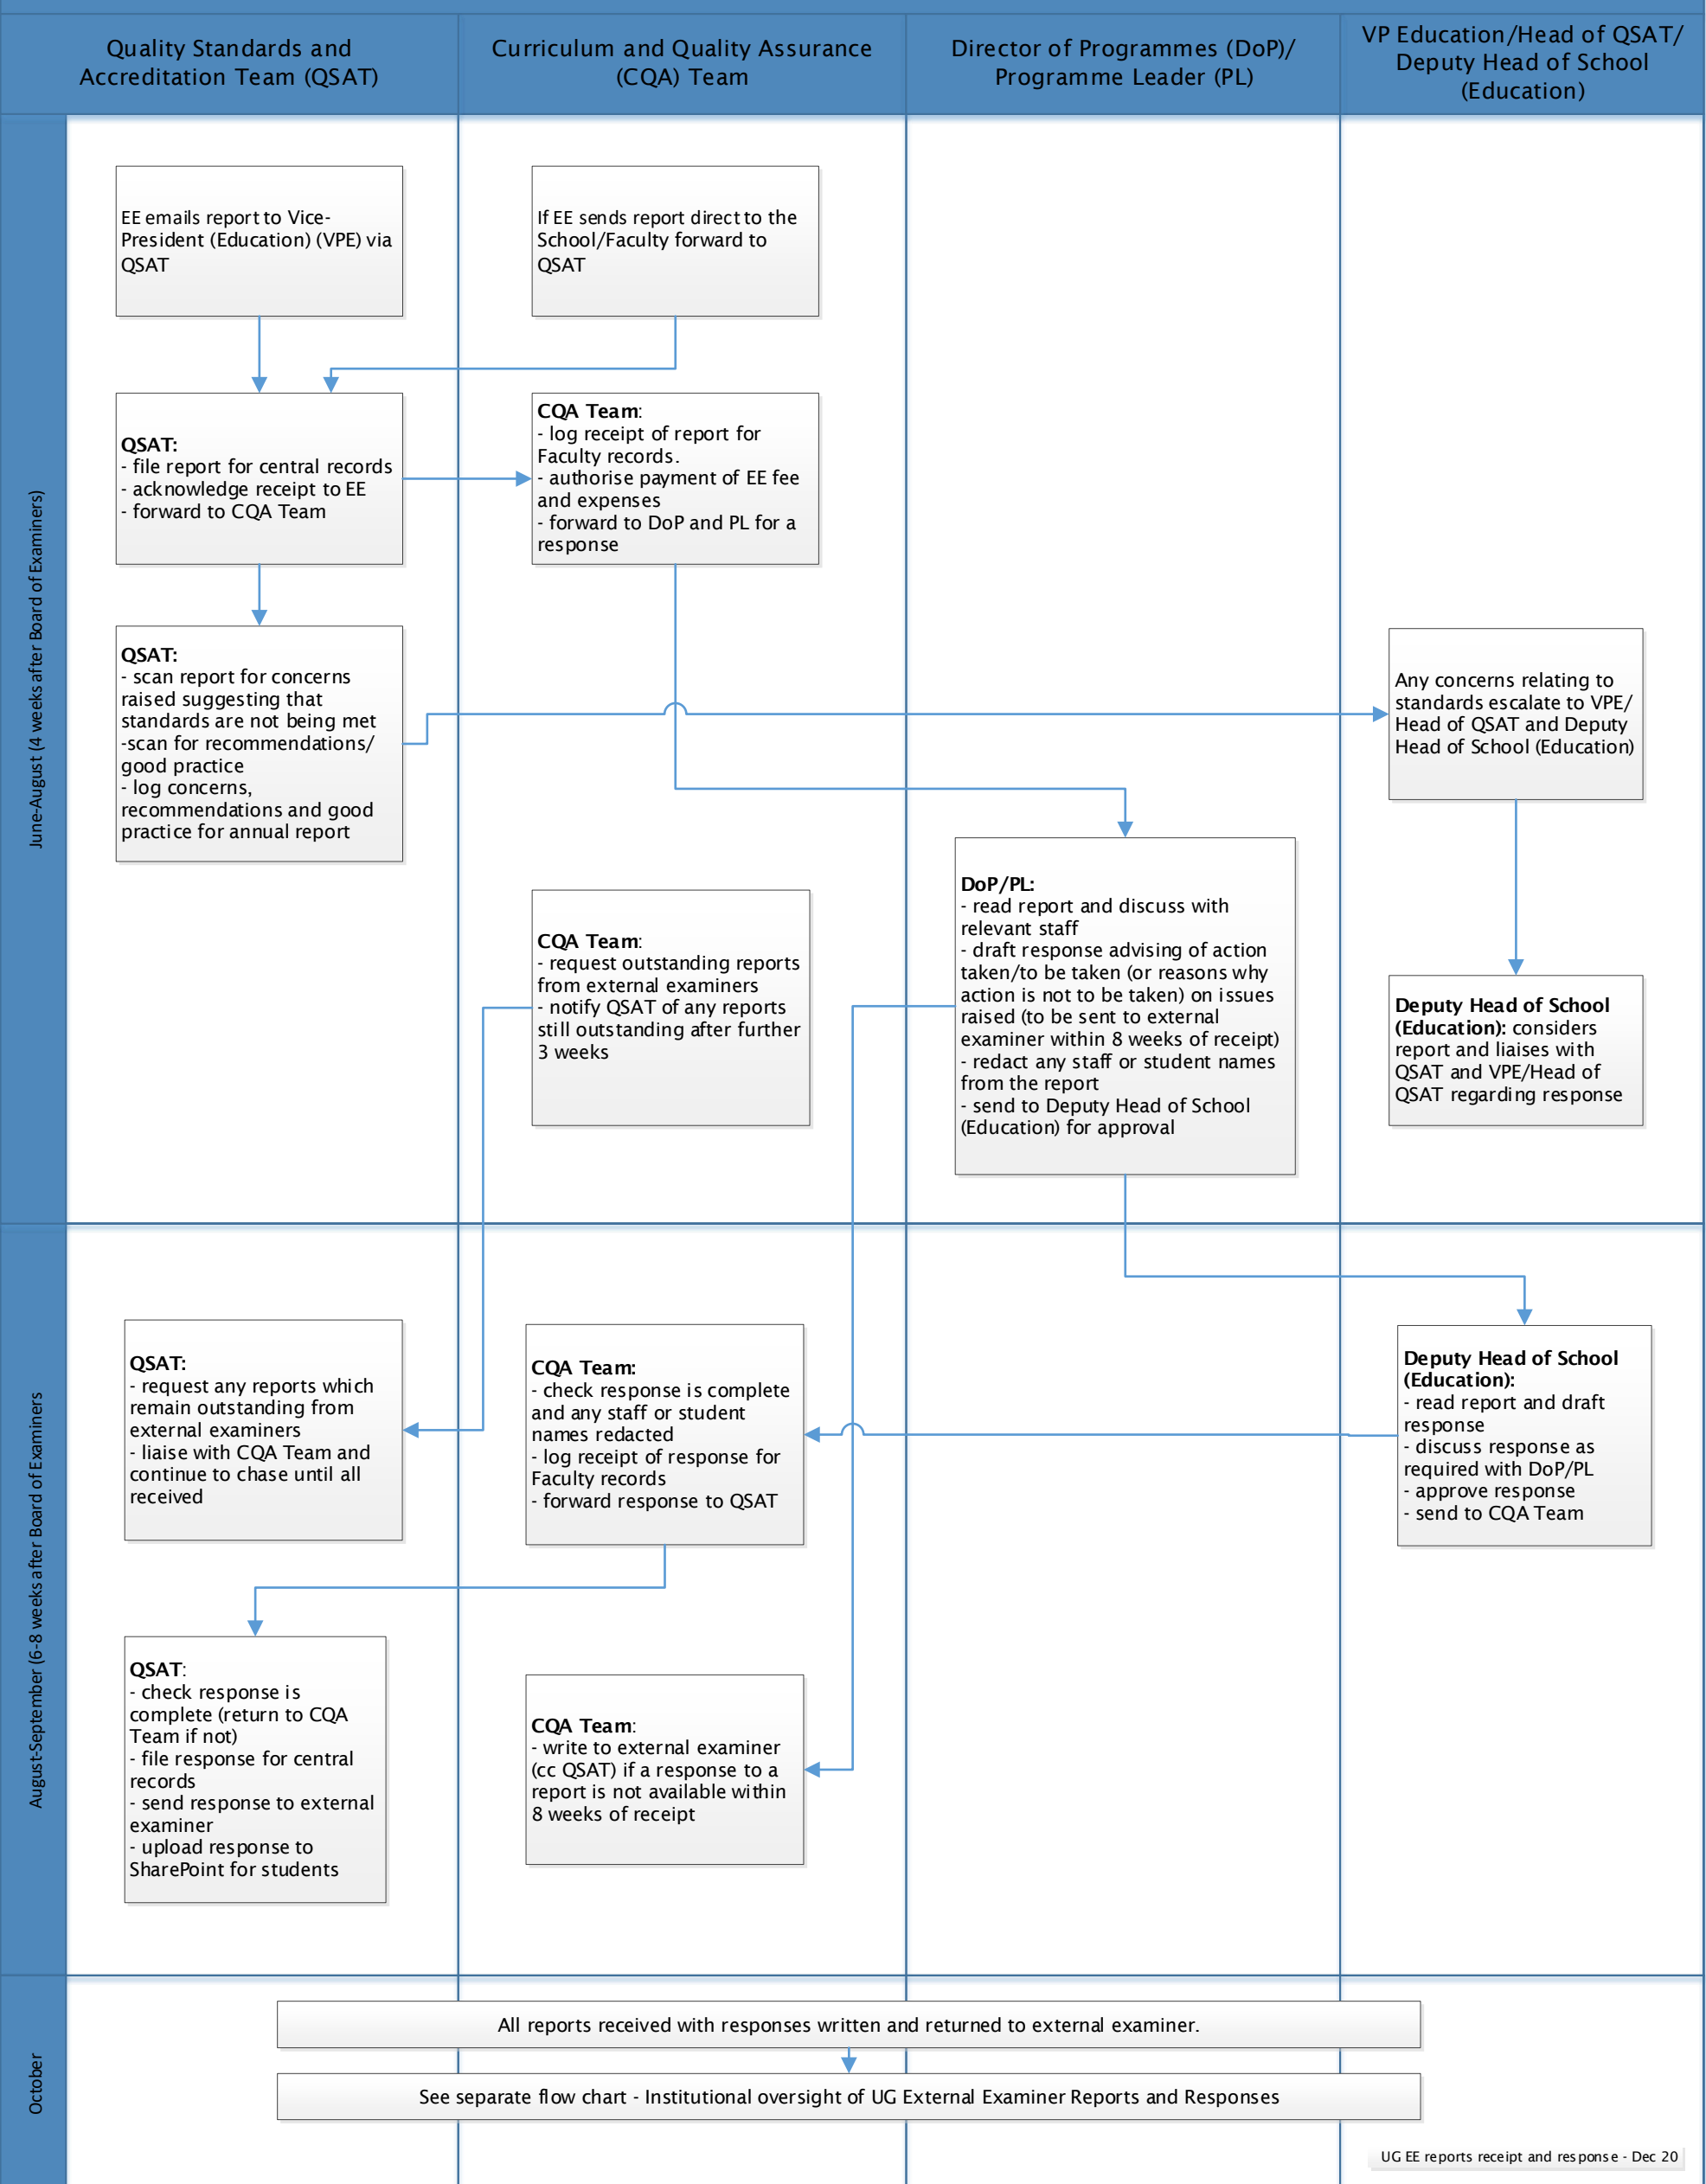 Quality Standards and
Accreditation Team (QSAT)
Curriculum and Quality Assurance
(CQA) Team
Director of Programmes (DoP)/
Programme Leader (PL)
VP Education/Head of QSAT/
Deputy Head of School
(Education)
June-August (4 weeks after Board of Examiners)
EE emails report to Vice-
President (Education) (VPE) via
QSAT
If EE sends report direct to the
School/Faculty forward to
QSAT
QSAT:
- file report for central records
- acknowledge receipt to EE
- forward to CQA Team
CQA Team:
- log receipt of report for
Faculty records.
- authorise payment of EE fee
and expenses
- forward to DoP and PL for a
response
QSAT:
- scan report for concerns
raised suggesting that
standards are not being met
-scan for recommendations/
good practice
- log concerns,
recommendations and good
practice for annual report
Any concerns relating to
standards escalate to VPE/
Head of QSAT and Deputy
Head of School (Education)
CQA Team:
- request outstanding reports
from external examiners
- notify QSAT of any reports
still outstanding after further
3 weeks
DoP/PL:
- read report and discuss with
relevant staff
- draft response advising of action
taken/to be taken (or reasons why
action is not to be taken) on issues
raised (to be sent to external
examiner within 8 weeks of receipt)
- redact any staff or student names
from the report
- send to Deputy Head of School
(Education) for approval
Deputy Head of School
(Education): considers
report and liaises with
QSAT and VPE/Head of
QSAT regarding response
August-September (6-8 weeks after Board of Examiners
QSAT:
- request any reports which
remain outstanding from
external examiners
- liaise with CQA Team and
continue to chase until all
received
CQA Team:
- check response is complete
and any staff or student
names redacted
- log receipt of response for
Faculty records
- forward response to QSAT
Deputy Head of School
(Education):
- read report and draft
response
- discuss response as
required with DoP/PL
- approve response
- send to CQA Team
QSAT:
- check response is
complete (return to CQA
Team if not)
- file response for central
records
- send response to external
examiner
- upload response to
SharePoint for students
CQA Team:
- write to external examiner
(cc QSAT) if a response to a
report is not available within
8 weeks of receipt
October
All reports received with responses written and returned to external examiner.
See separate flow chart - Institutional oversight of UG External Examiner Reports and Responses
UG EE reports receipt and response - Dec 20